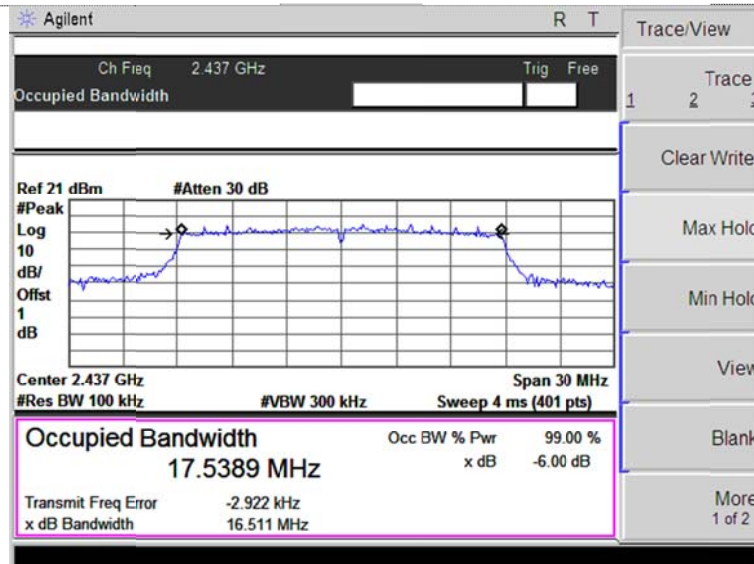 Agilent R T
Trace/View
Ch Freq 2.437 GHz Trig Free
Occupied Bandwidth
Trace
1 2
Clear Write
Max Hold
Min Hold
View
Blank
More
1 of 2
Ref 21 dBm #Atten 30 dB
#Peak
Log
10
dB/
Offst
1
dB
Center 2.437 GHz Span 30 MHz
#Res BW 100 kHz #VBW 300 kHz Sweep 4 ms (401 pts)
Occupied Bandwidth Occ BW % Pwr 99.00 %
17.5389 MHz x dB -6.00 dB
Transmit Freq Error -2.922 kHz
x dB Bandwidth 16.511 MHz